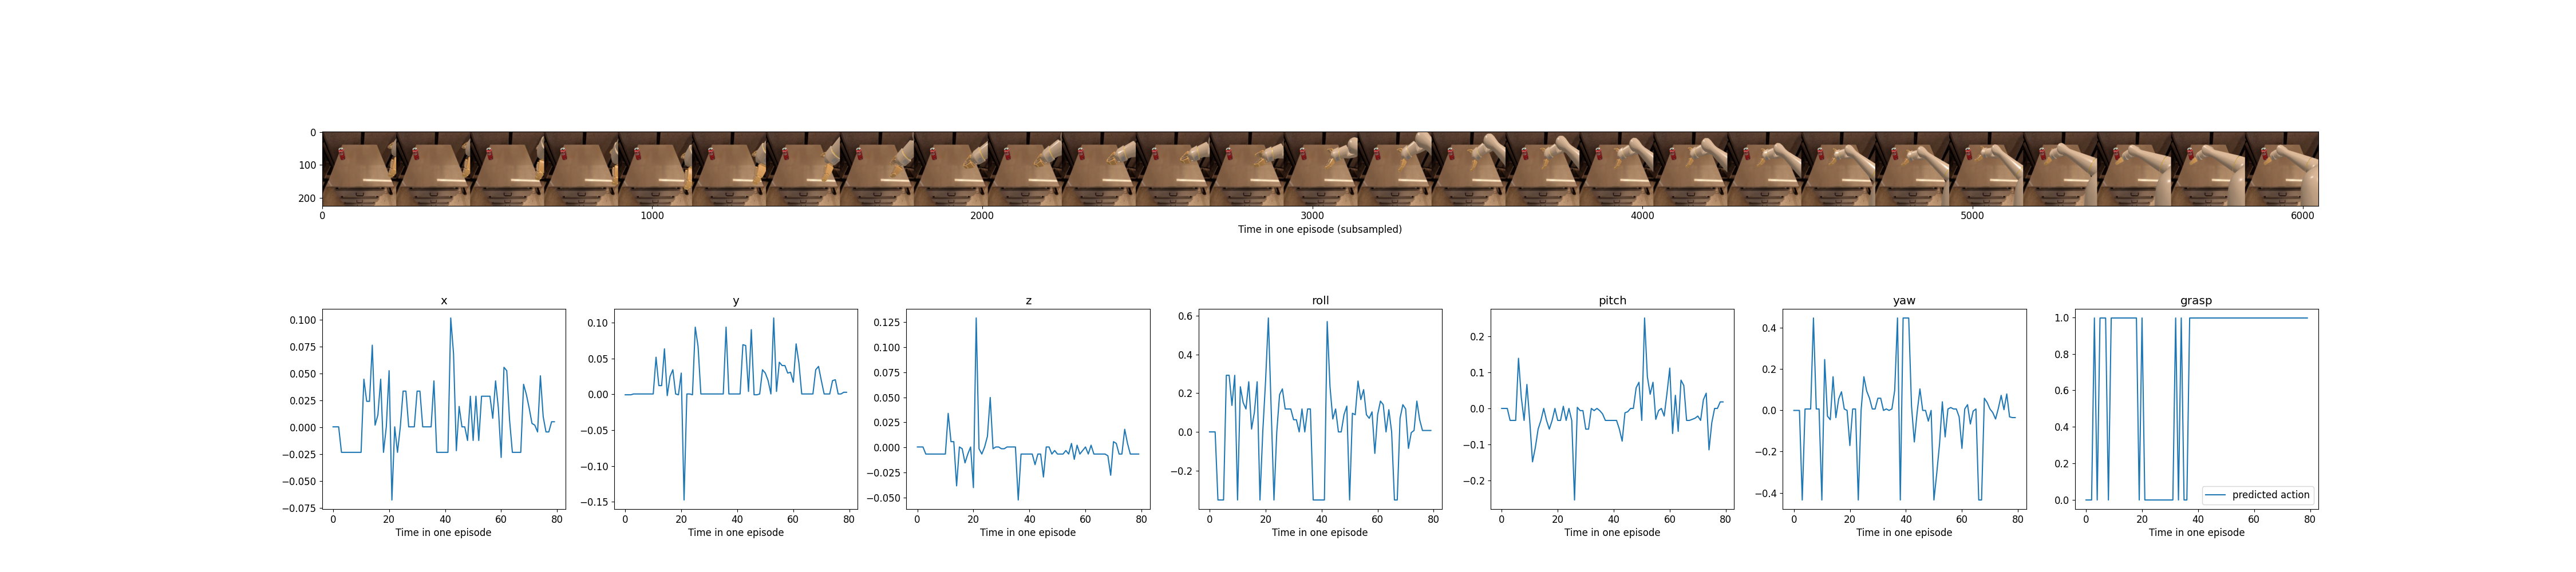 0
100
200
0 1000 2000 3000 4000 5000 6000
Time in one episode (subsampled)
x
0.100
0.075
0.050
0.025
0.000
−0.025
−0.050
−0.075
0 20 40 60 80
Time in one episode
y
0.10
0.05
0.00
−0.05
−0.10
−0.15
0 20 40 60 80
Time in one episode
z
0.125
0.100
0.075
0.050
0.025
0.000
−0.025
−0.050
0 20 40 60 80
Time in one episode
roll
0.6
0.4
0.2
0.0
−0.2
0 20 40 60 80
Time in one episode
pitch
0.2
0.1
0.0
−0.1
−0.2
0 20 40 60 80
Time in one episode
yaw
0.4
0.2
0.0
−0.2
−0.4
0 20 40 60 80
Time in one episode
grasp
1.0
0.8
0.6
0.4
0.2
0.0
predicted action
0 20 40 60 80
Time in one episode